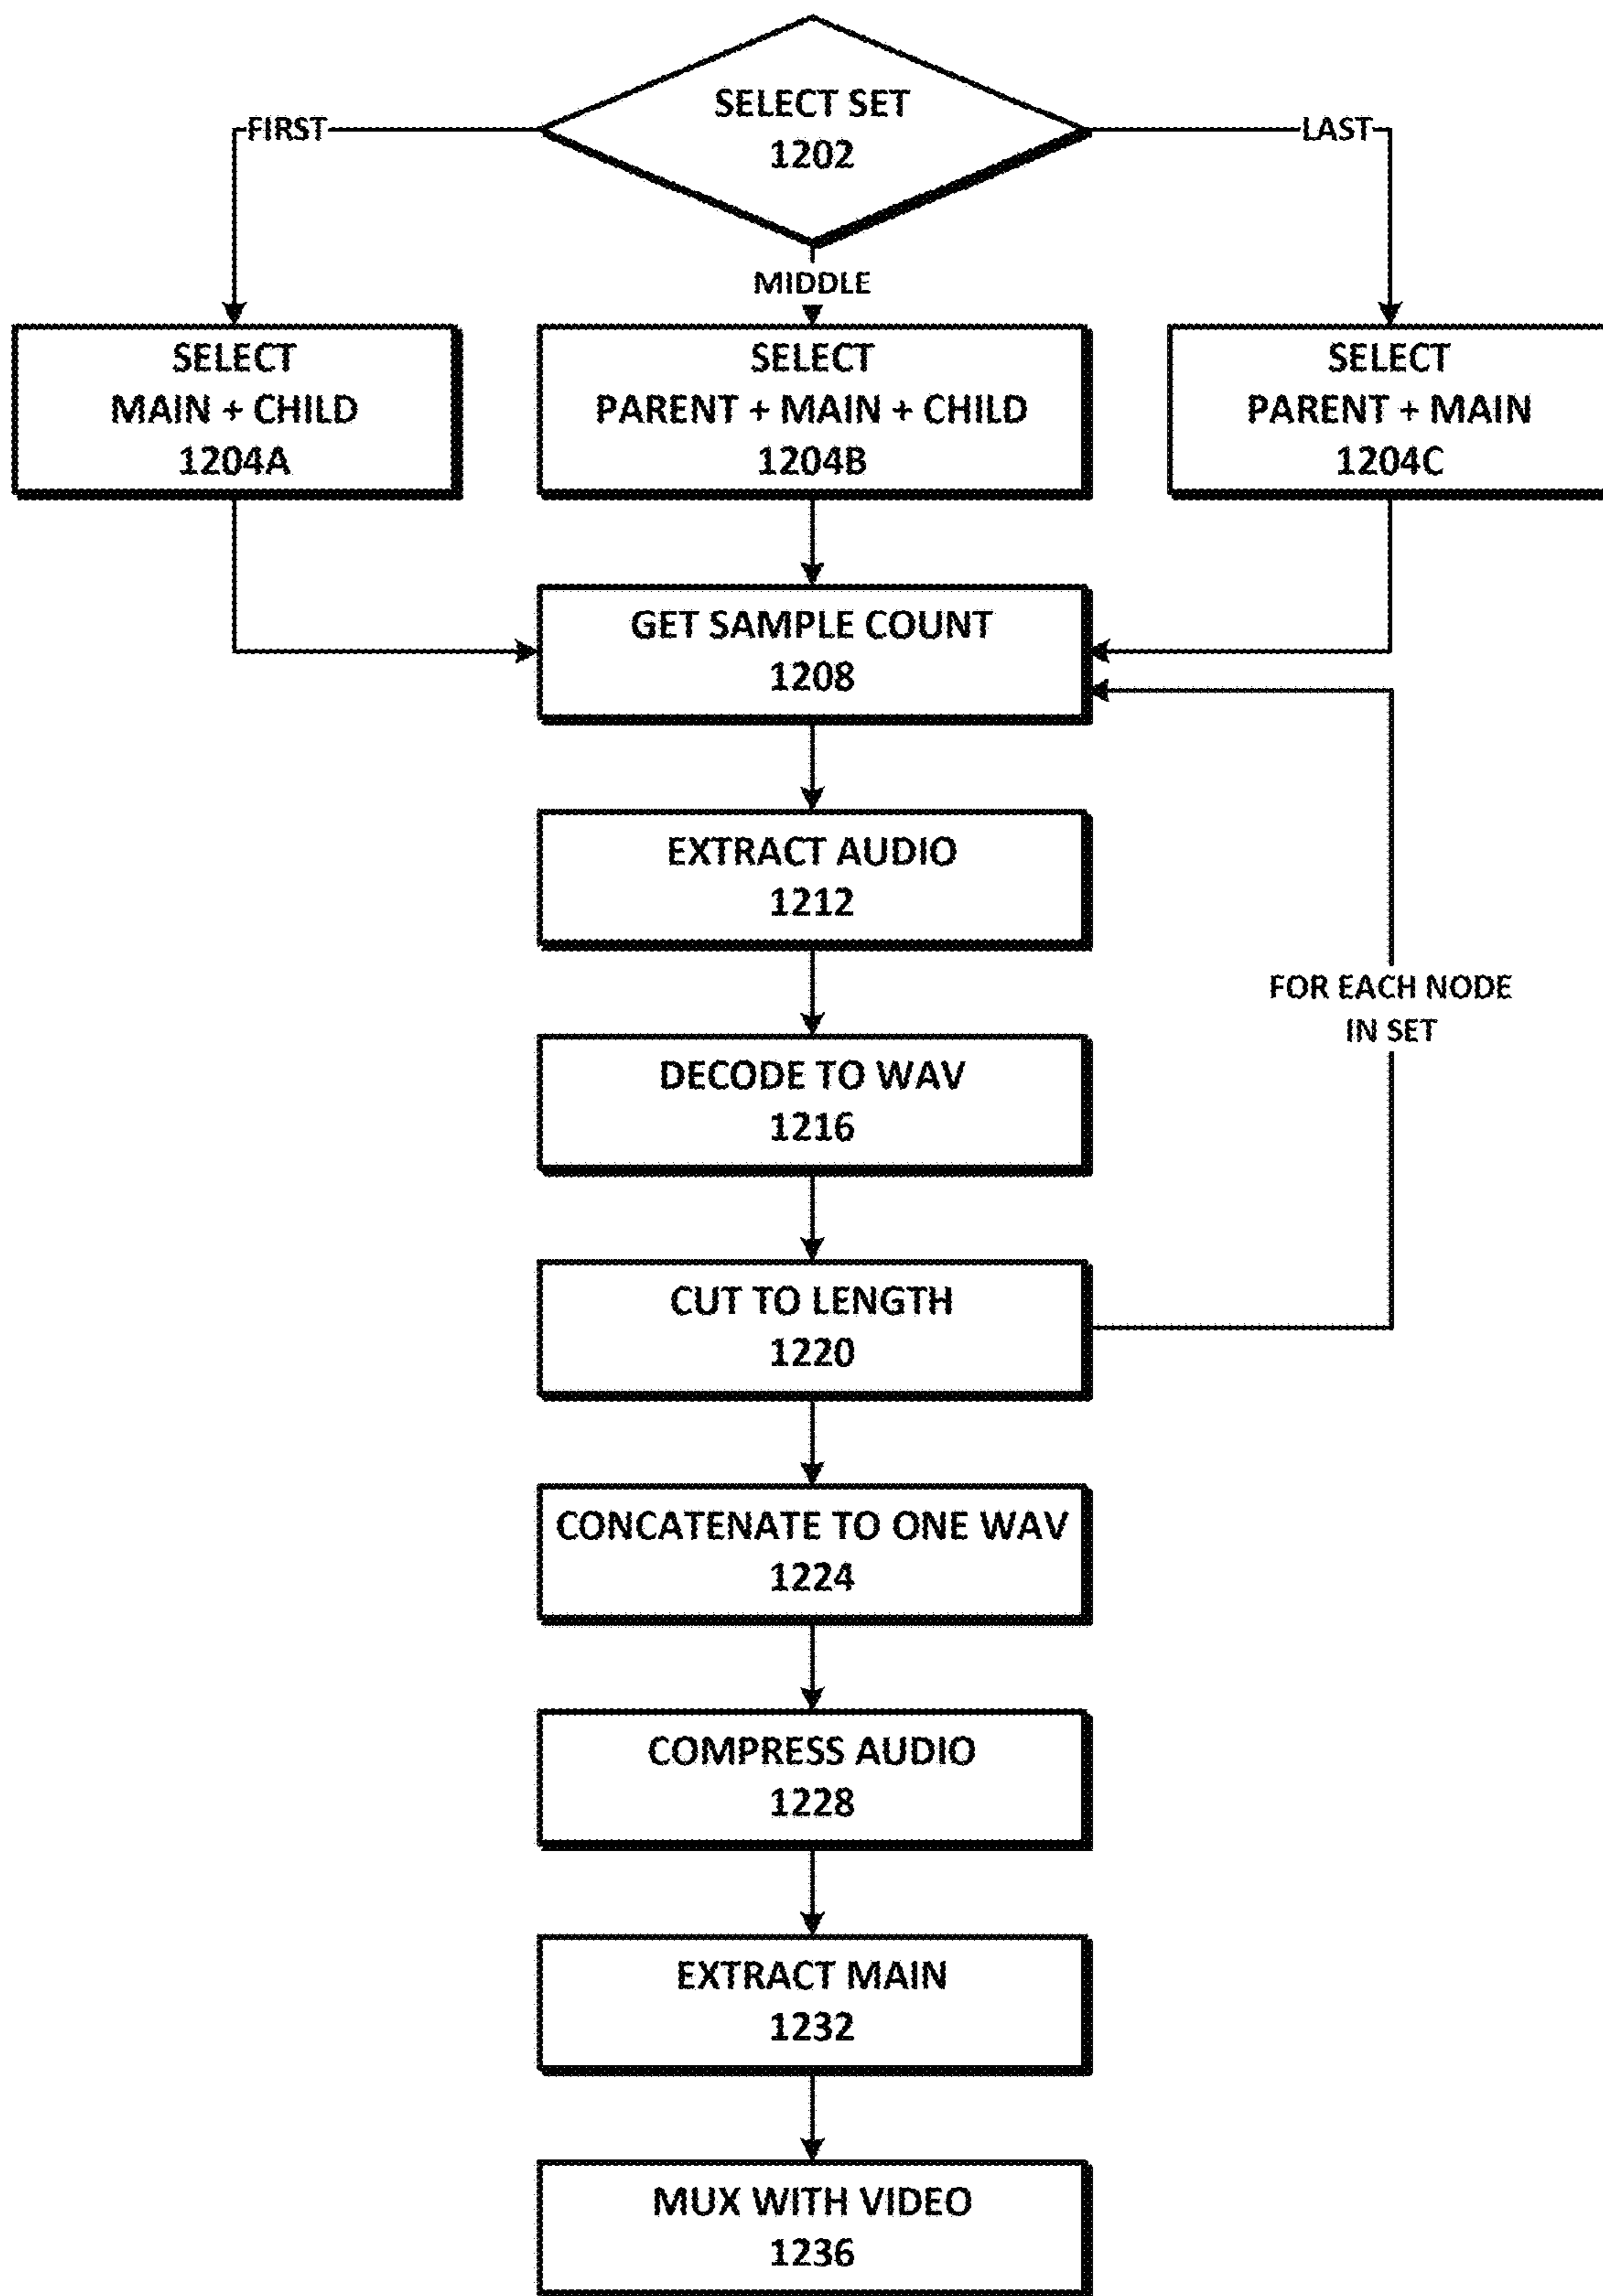 SELECT SET
1202
FIRST
LAST
MIDDLE
SELECT
MAIN + CHILD
1204A
SELECT
PARENT + MAIN + CHILD
1204B
SELECT
PARENT + MAIN
1204C
GET SAMPLE COUNT
1208
EXTRACT AUDIO
1212
FOR EACH NODE
IN SET
DECODE TO WAV
1216
CUT TO LENGTH
1220
CONCATENATE TO ONE WAV
1224
COMPRESS AUDIO
1228
EXTRACT MAIN
1232
MUX WITH VIDEO
1236